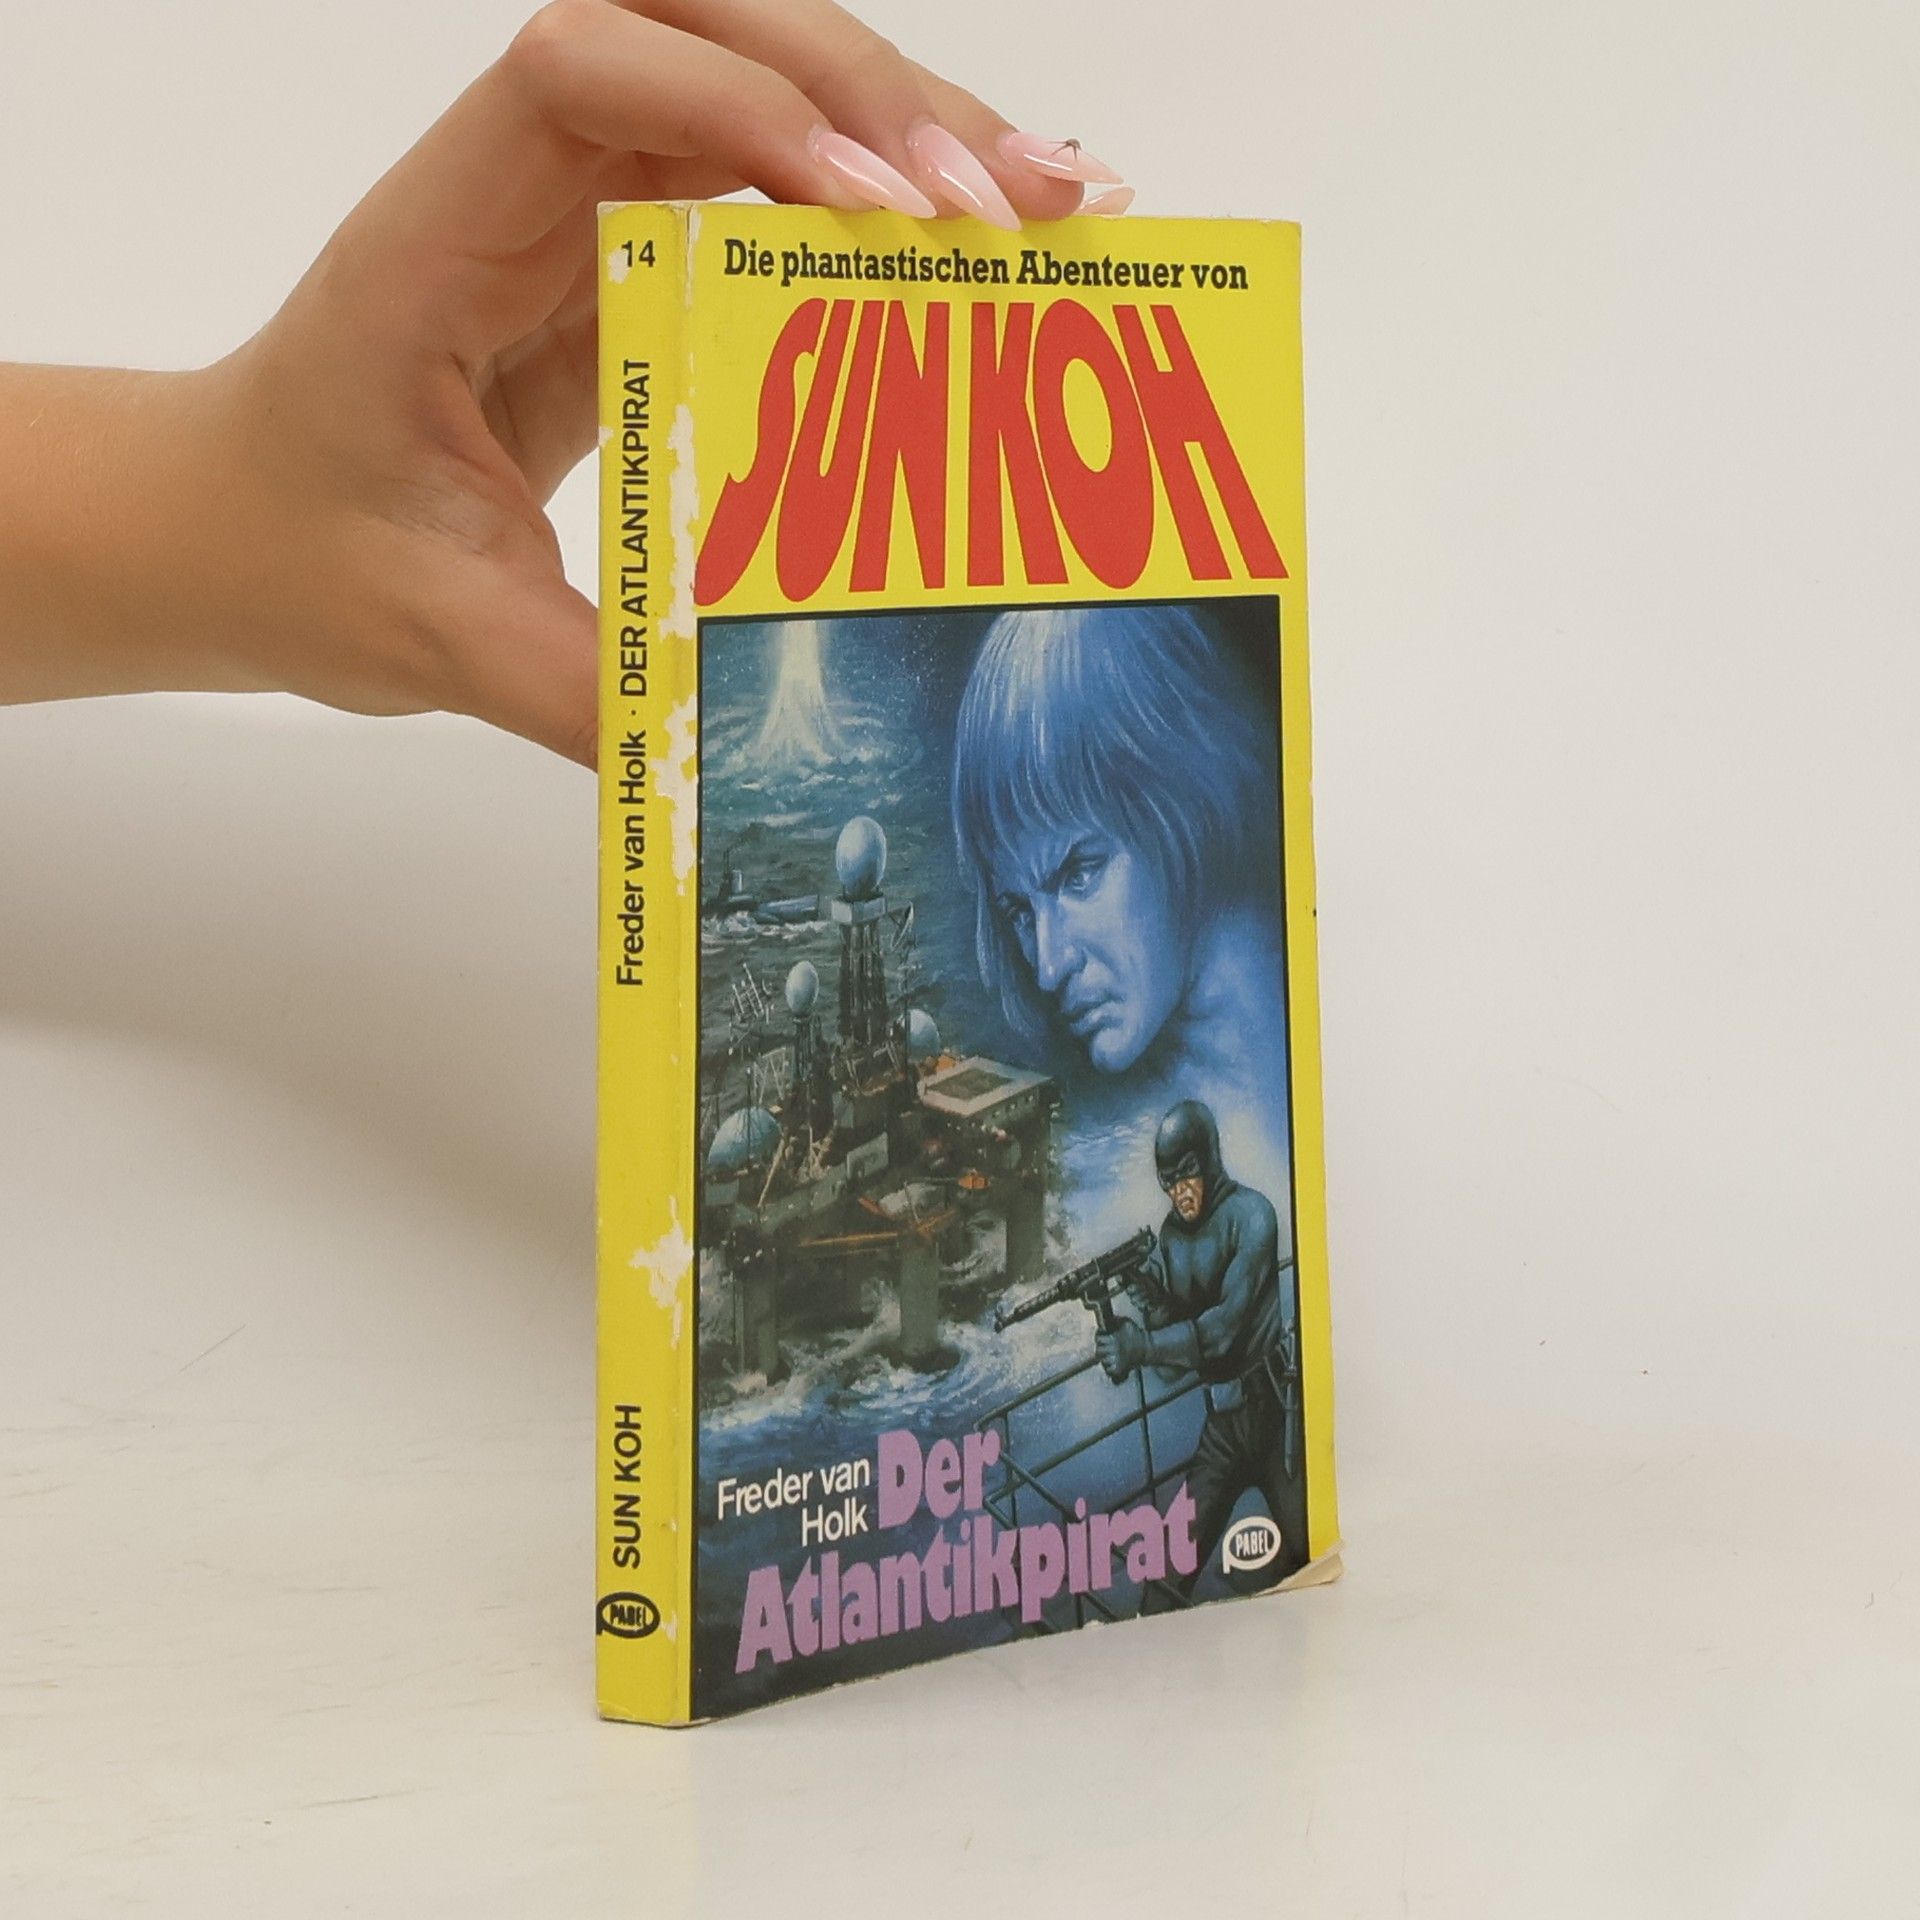 14
Freder van Holk · DER ATLANTIKPIRAT
SUN KOH
PABEL
Die phantastischen Abenteuer von
SUN KOH
Freder van
Holk
Der
Atlantikpirat
PABEL